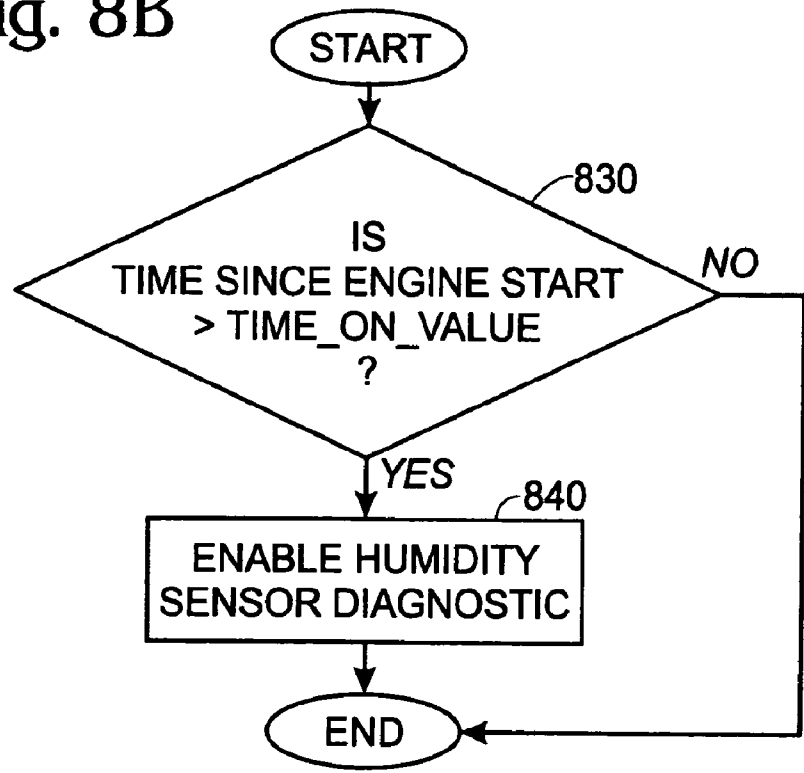 ig. 8B
START
830
IS
TIME SINCE ENGINE START
> TIME_ON_VALUE
?
NO
YES
840
ENABLE HUMIDITY
SENSOR DIAGNOSTIC
END